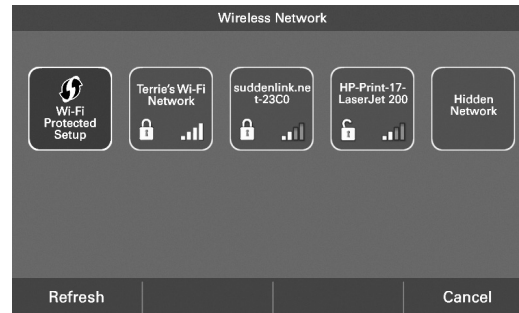 Wireless Network
Wi-Fi
Protected
Setup
Terrie's Wi-Fi
Network
suddenlink.ne
t-23C0
HP-Print-17-
LaserJet 200
Hidden
Network
Refresh
Cancel